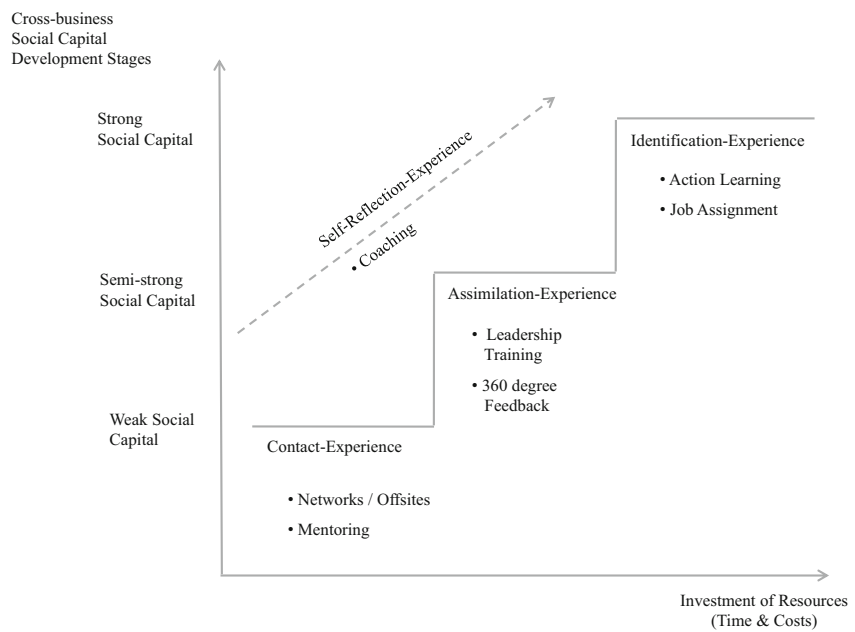 Cross-business
Social Capital
Development Stages
Strong
Social Capital
Self-Reflection-Experience
• Coaching
Identification-Experience
• Action Learning
• Job Assignment
Semi-strong
Social Capital
Assimilation-Experience
• Leadership
Training
• 360 degree
Feedback
Weak Social
Capital
Contact-Experience
• Networks / Offsites
• Mentoring
Investment of Resources
(Time & Costs)